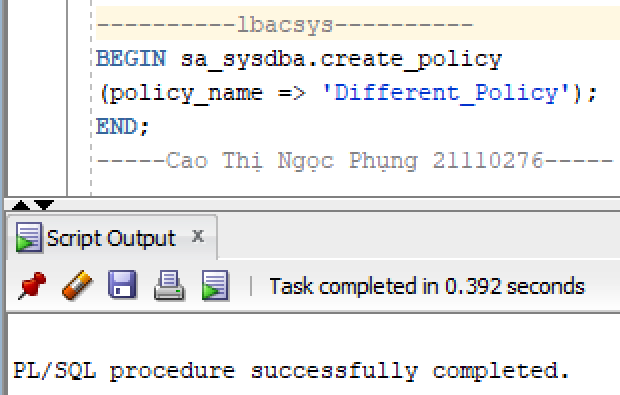 ----------lbacsys----------
BEGIN sa_sysdba.create_policy
(policy_name => 'Different_Policy');
END;
-----Cao Thị Ngọc Phụng 21110276-----
Script Output x
Task completed in 0.392 seconds
PL/SQL procedure successfully completed.